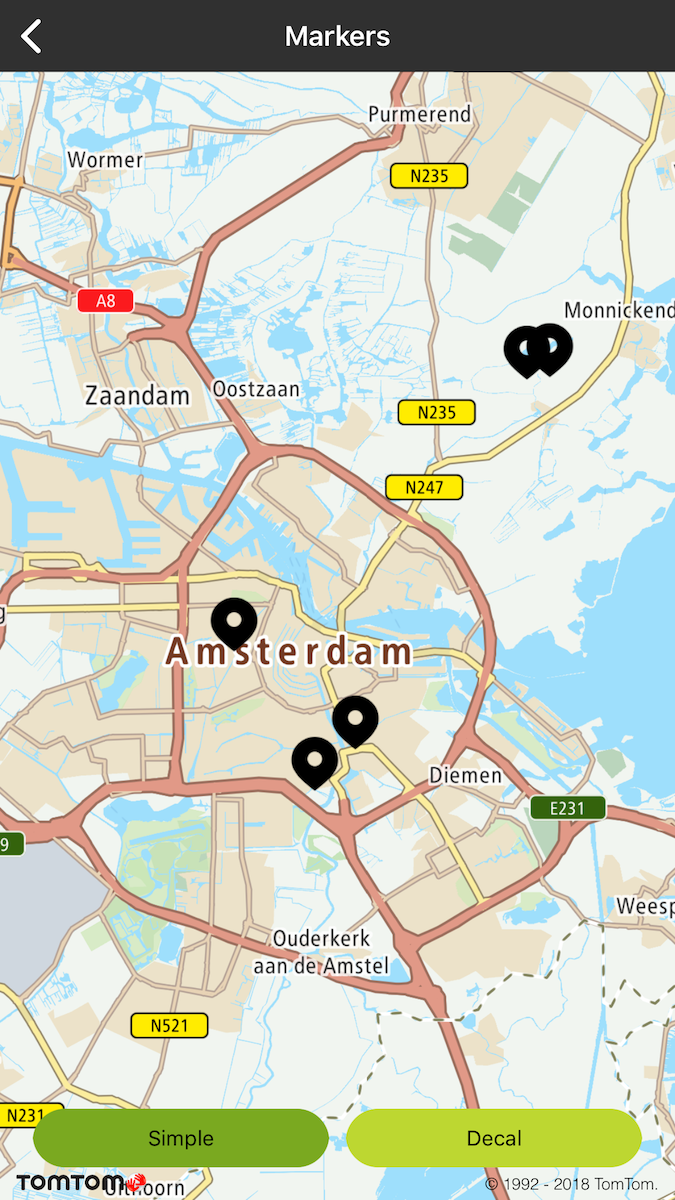 Markers
Purmerend
Wormer
N235
A8
Monnickend
Zaandam
Oostzaan
N235
N247
g
Amsterdam
Diemen
E231
9
Weesp
Ouderkerk
aan de Amstel
N521
N231
Simple
Decal
TOMTOM
Uithoorn
© 1992 - 2018 TomTom.